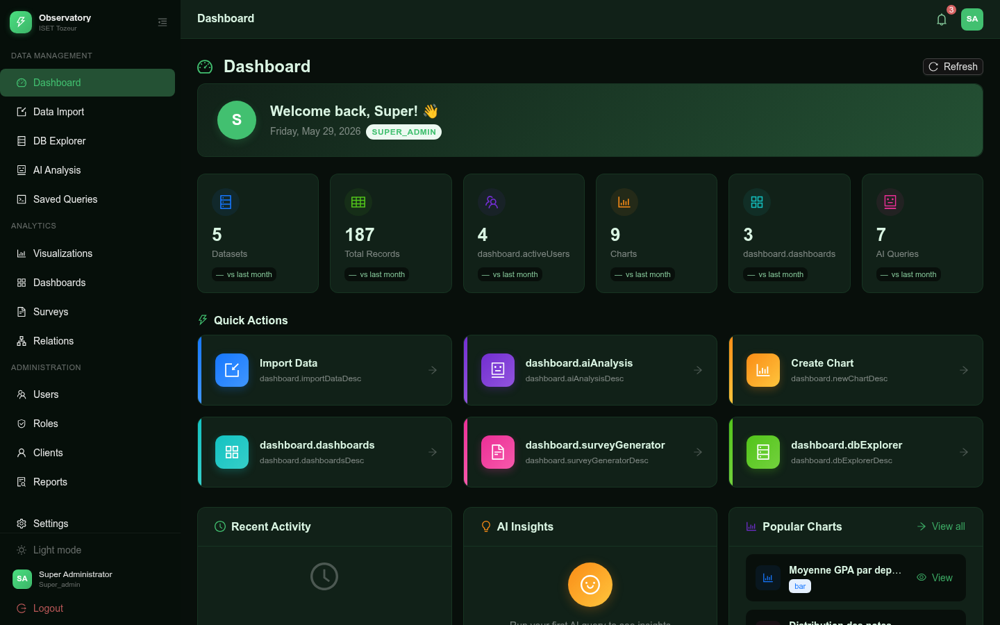 Observatory
ISET Tozeur
DATA MANAGEMENT
Dashboard
Data Import
DB Explorer
AI Analysis
Saved Queries
ANALYTICS
Visualizations
Dashboards
Surveys
Relations
ADMINISTRATION
Users
Roles
Clients
Reports
Settings
Light mode
SA
Super Administrator
Super_admin
Logout
Dashboard
3
SA
Dashboard
Refresh
S
Welcome back, Super! 👋
Friday, May 29, 2026 SUPER_ADMIN
5
Datasets
— vs last month
187
Total Records
— vs last month
4
dashboard.activeUsers
— vs last month
9
Charts
— vs last month
3
dashboard.dashboards
— vs last month
7
AI Queries
— vs last month
Quick Actions
Import Data
dashboard.importDataDesc
dashboard.aiAnalysis
dashboard.aiAnalysisDesc
Create Chart
dashboard.newChartDesc
dashboard.dashboards
dashboard.dashboardsDesc
dashboard.surveyGenerator
dashboard.surveyGeneratorDesc
dashboard.dbExplorer
dashboard.dbExplorerDesc
Recent Activity
AI Insights
Run your first AI query to see insights
Popular Charts
View all
Moyenne GPA par dep...
bar
View
Distribution des notes